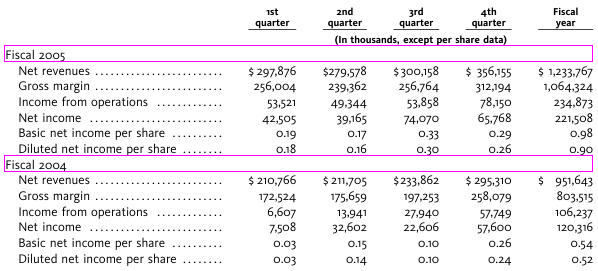 1st 2nd 3rd 4th Fiscal
quarter quarter quarter quarter year
(In thousands, except per share data)
Fiscal 2005
Net revenues ......................... $ 297,876 $279,578 $300,158 $ 356,155 $ 1,233,767
Gross margin ......................... 256,004 239,362 256,764 312,194 1,064,324
Income from operations ............. 53,521 49,344 53,858 78,150 234,873
Net income ........................... 42,505 39,165 74,070 65,768 221,508
Basic net income per share .......... 0.19 0.17 0.33 0.29 0.98
Diluted net income per share ........ 0.18 0.16 0.30 0.26 0.90
Fiscal 2004
Net revenues ......................... $ 210,766 $ 211,705 $233,862 $ 295,310 $ 951,643
Gross margin ......................... 172,524 175,659 197,253 258,079 803,515
Income from operations ............. 6,607 13,941 27,940 57,749 106,237
Net income ........................... 7,508 32,602 22,606 57,600 120,316
Basic net income per share .......... 0.03 0.15 0.10 0.26 0.54
Diluted net income per share ........ 0.03 0.14 0.10 0.24 0.52